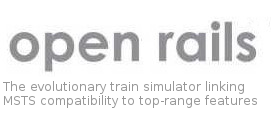 open rails
The evolutionary train simulator linking
MSTS compatibility to top-range features